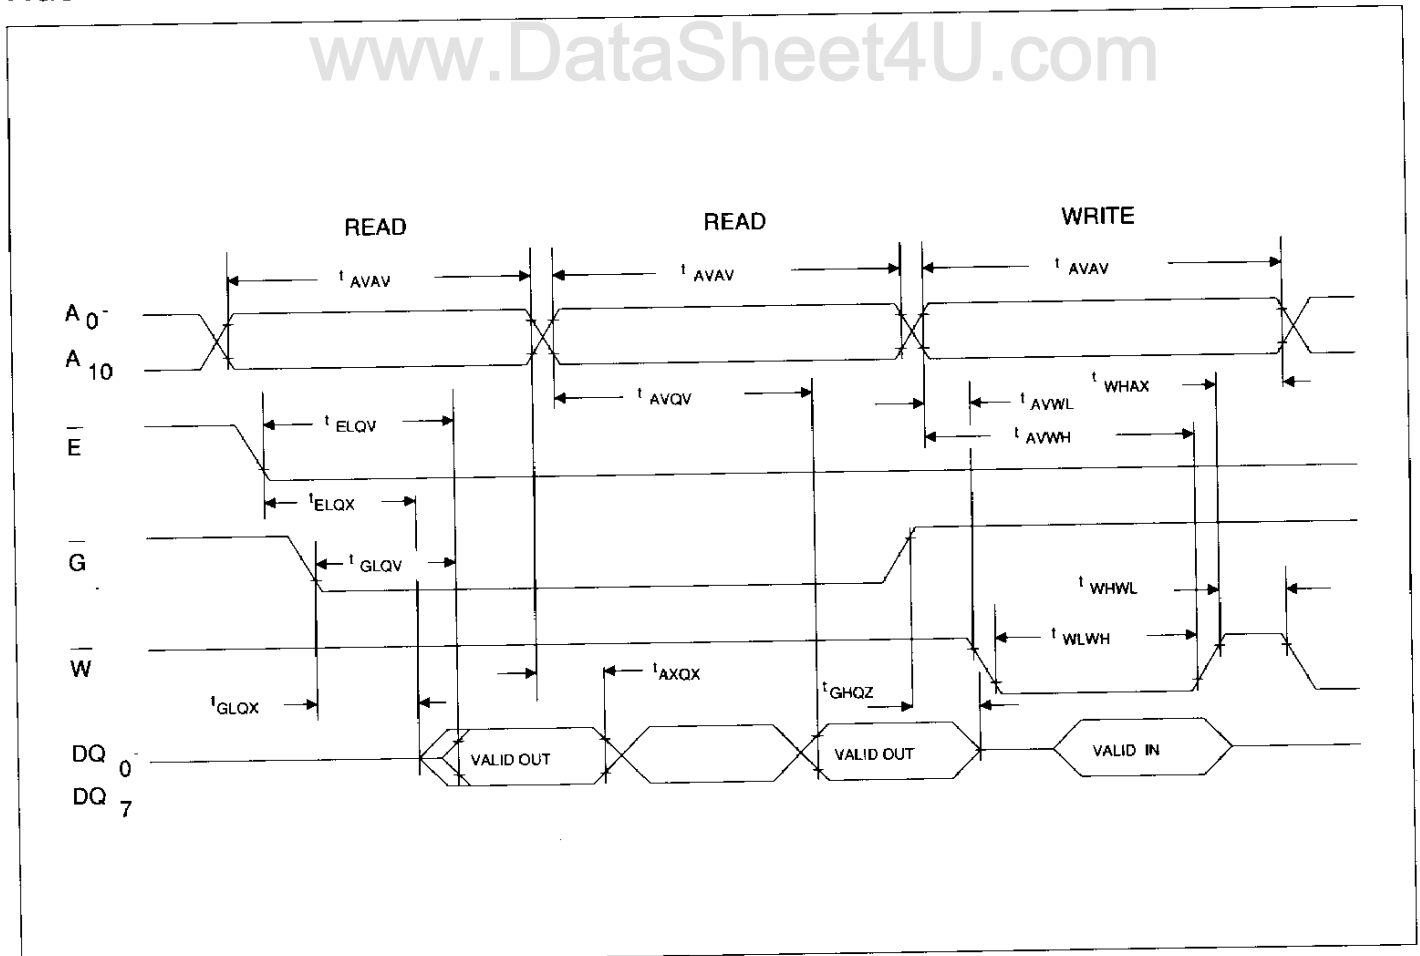 www.DataSheet4U.com
READ READ WRITE
t AVAV t AVAV t AVAV
A 0-
A 10
t AVQV t WHAX
t ELQV t AVWL
E t AVWH
t ELQX
G t GLQV
t WHWL
W t WLWH
t AXQX
t GLQX t GHQZ
DQ 0- VALID OUT VALID OUT VALID IN
DQ 7